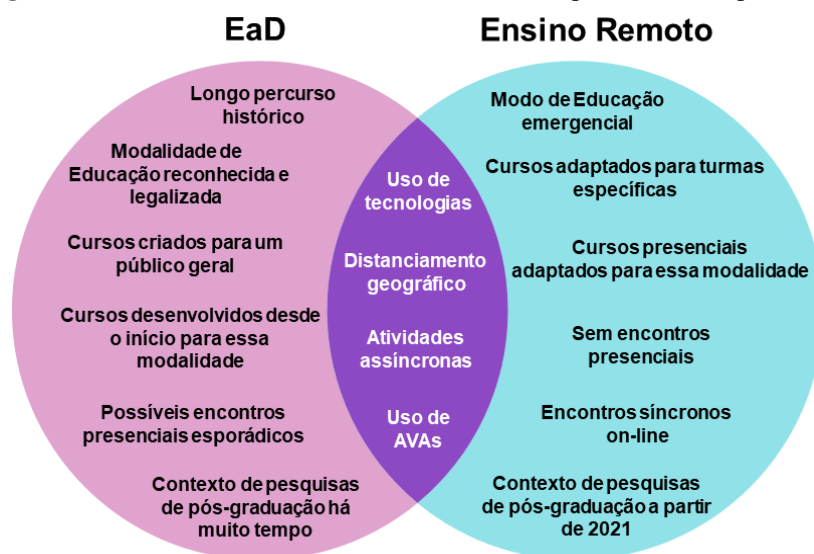 EaD
Ensino Remoto
Longo percurso
histórico
Modalidade de
Educação reconhecida e
legalizada
Cursos criados para um
público geral
Cursos desenvolvidos desde
o início para essa
modalidade
Possíveis encontros
presenciais esporádicos
Contexto de pesquisas
de pós-graduação há
muito tempo
Uso de
tecnologias
Distanciamento
geográfico
Atividades
assíncronas
Uso de
AVAs
Modo de Educação
emergencial
Cursos adaptados para turmas
específicas
Cursos presenciais
adaptados para essa modalidade
Sem encontros
presenciais
Encontros síncronos
on-line
Contexto de pesquisas
de pós-graduação a partir
de 2021